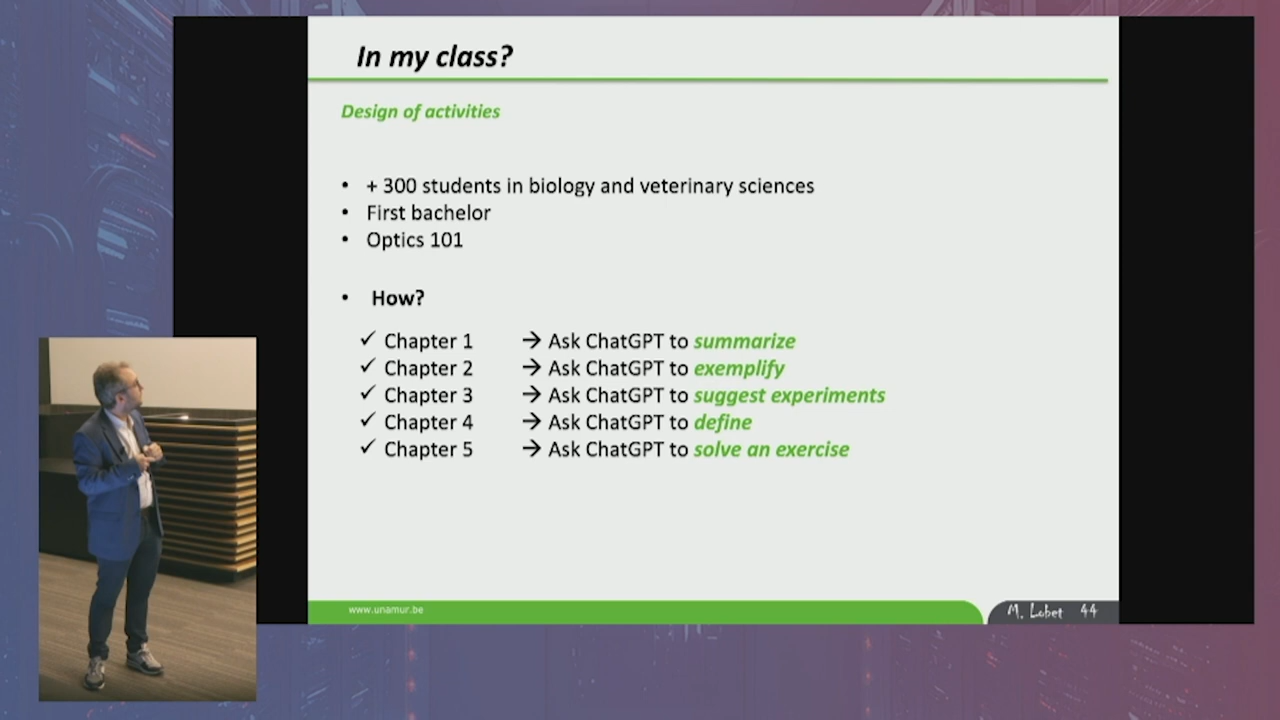 In my class?
Design of activities
• + 300 students in biology and veterinary sciences
• First bachelor
• Optics 101
• How?
✓ Chapter 1 → Ask ChatGPT to summarize
✓ Chapter 2 → Ask ChatGPT to exemplify
✓ Chapter 3 → Ask ChatGPT to suggest experiments
✓ Chapter 4 → Ask ChatGPT to define
✓ Chapter 5 → Ask ChatGPT to solve an exercise
www.unamur.be
M. Lobet 44